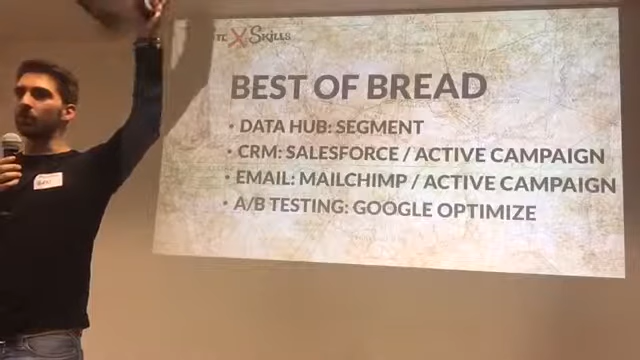 SKILLS
BEST OF BREAD
• DATA HUB: SEGMENT
• CRM: SALESFORCE / ACTIVE CAMPAIGN
• EMAIL: MAILCHIMP / ACTIVE CAMPAIGN
• A/B TESTING: GOOGLE OPTIMIZE